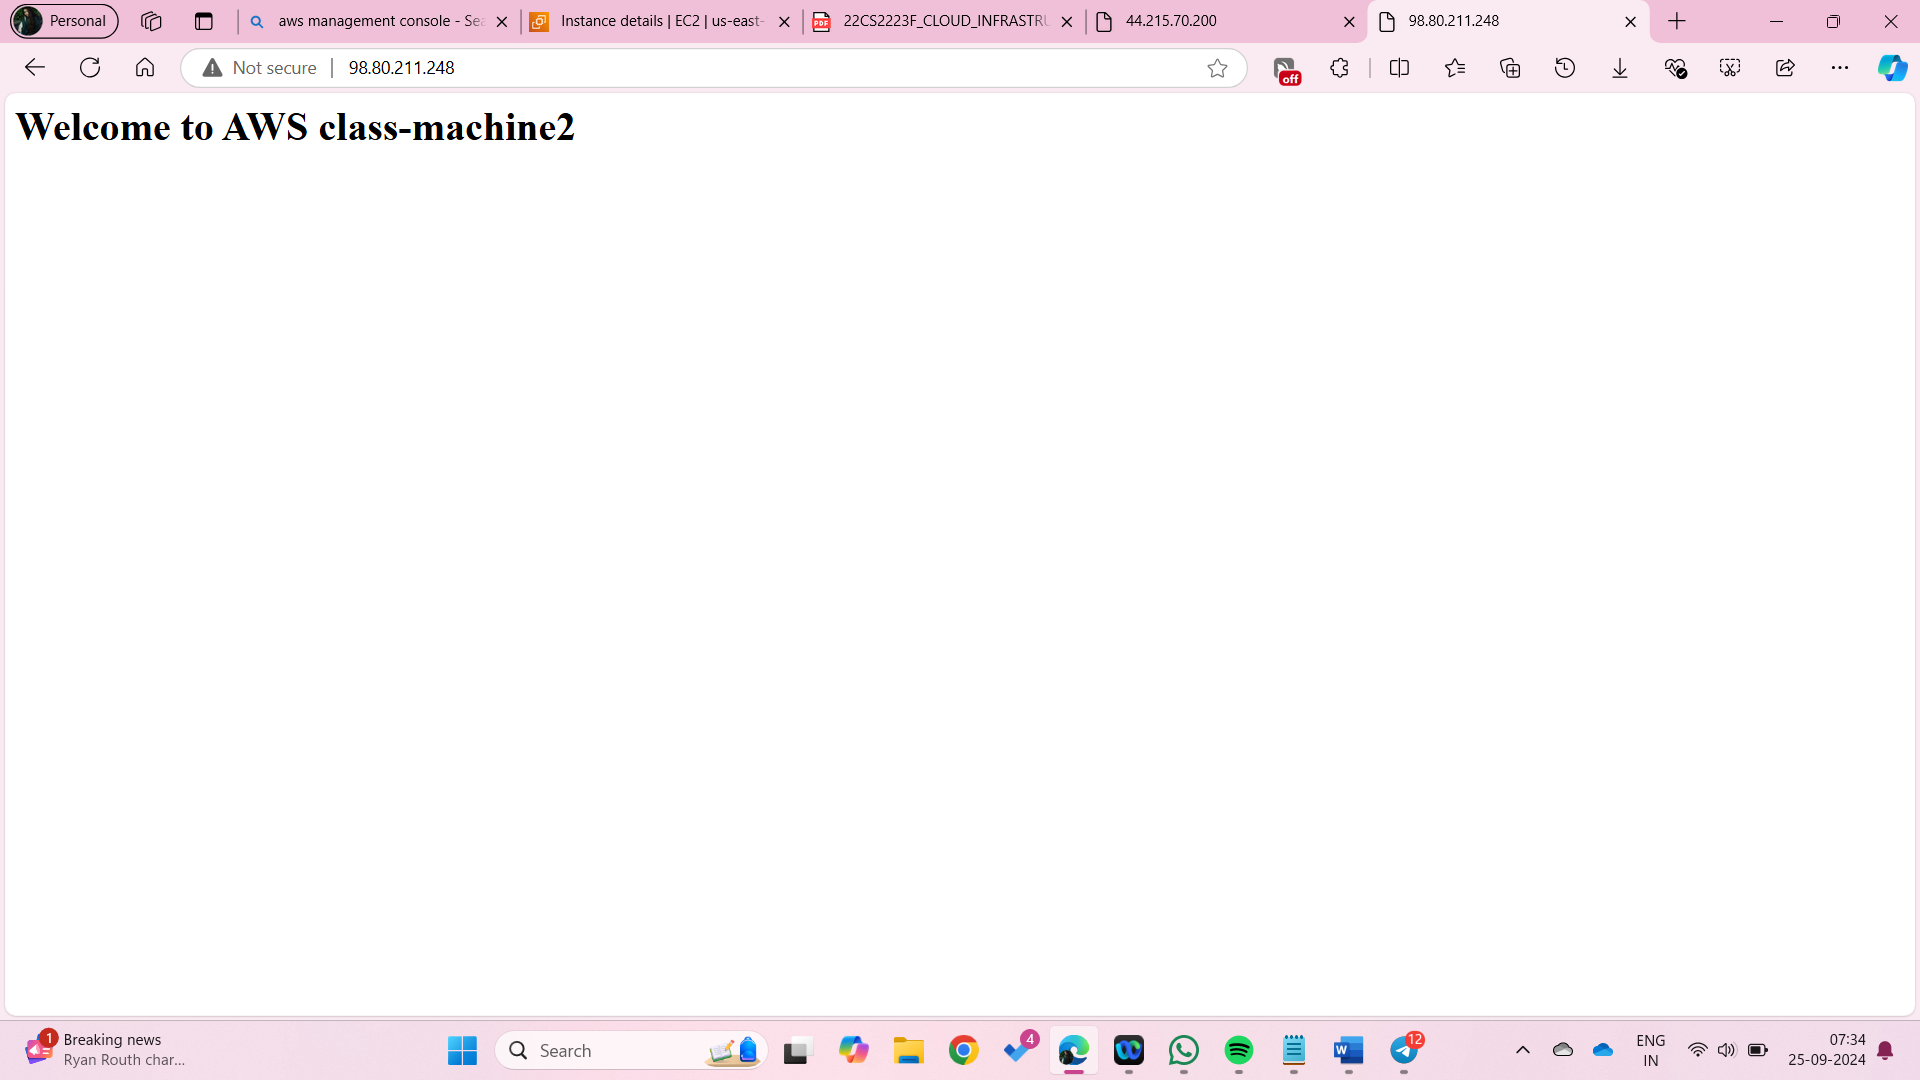 Personal
aws management console - Sea
Instance details | EC2 | us-east-
22CS2223F_CLOUD_INFRASTRU
44.215.70.200
98.80.211.248
Not secure
98.80.211.248
off
Welcome to AWS class-machine2
1
Breaking news
Ryan Routh char...
Search
4
12
ENG
IN
07:34
25-09-2024
PDF
W